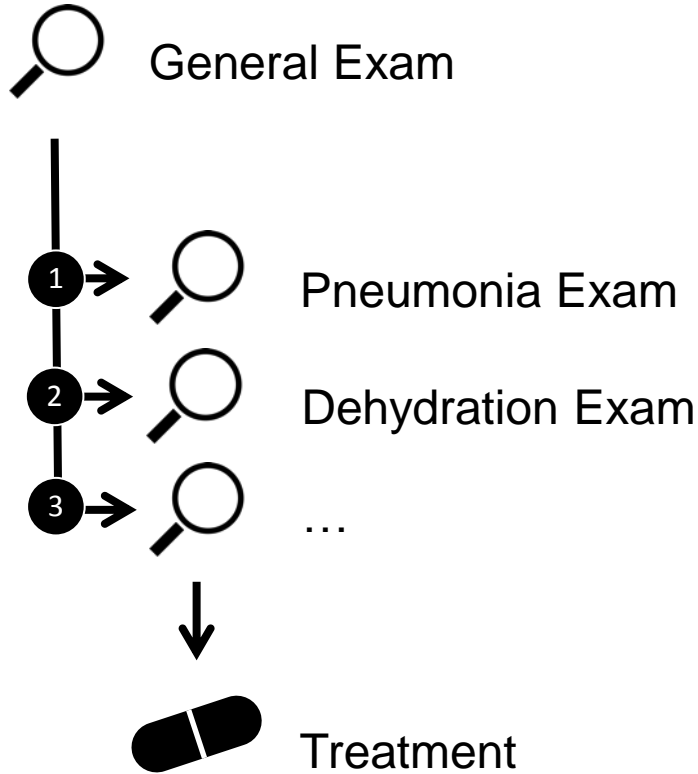 General Exam
1
Pneumonia Exam
2
Dehydration Exam
3
…
Treatment